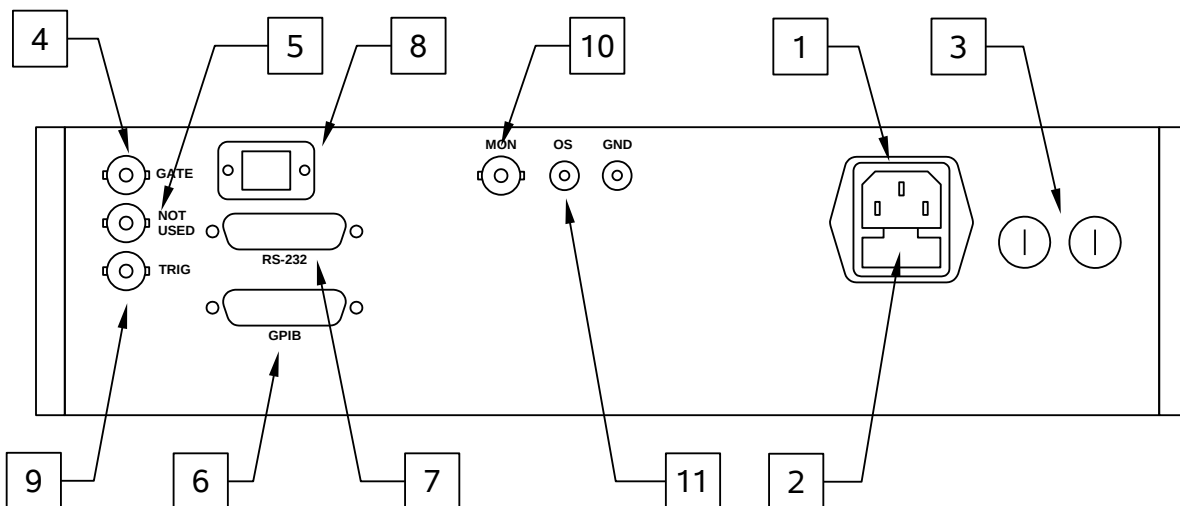 4
5
8
10
1
3
MON
OS
GND
GATE
NOT
USED
TRIG
RS-232
GPIB
9
6
7
11
2